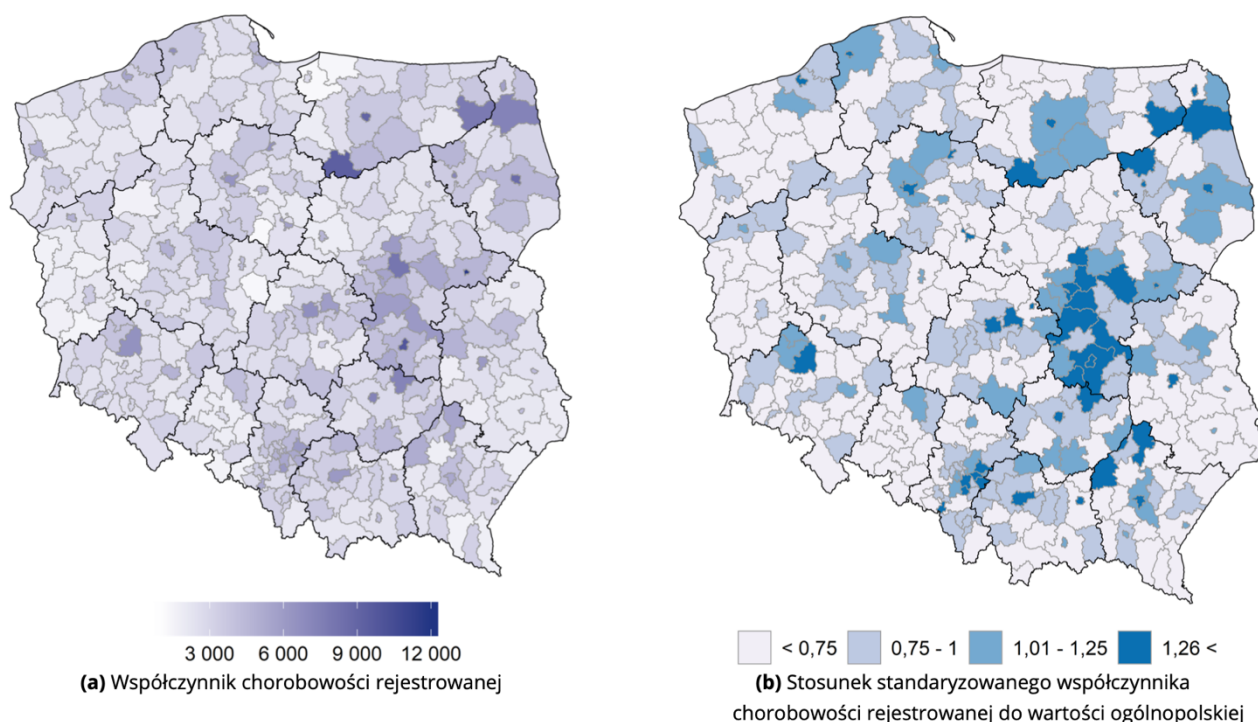 3 000 6 000 9 000 12 000
(a) Współczynnik chorobowości rejestrowanej
< 0,75 0,75 - 1 1,01 - 1,25 1,26 <
(b) Stosunek standaryzowanego współczynnika
chorobowości rejestrowanej do wartości ogólnopolskiej